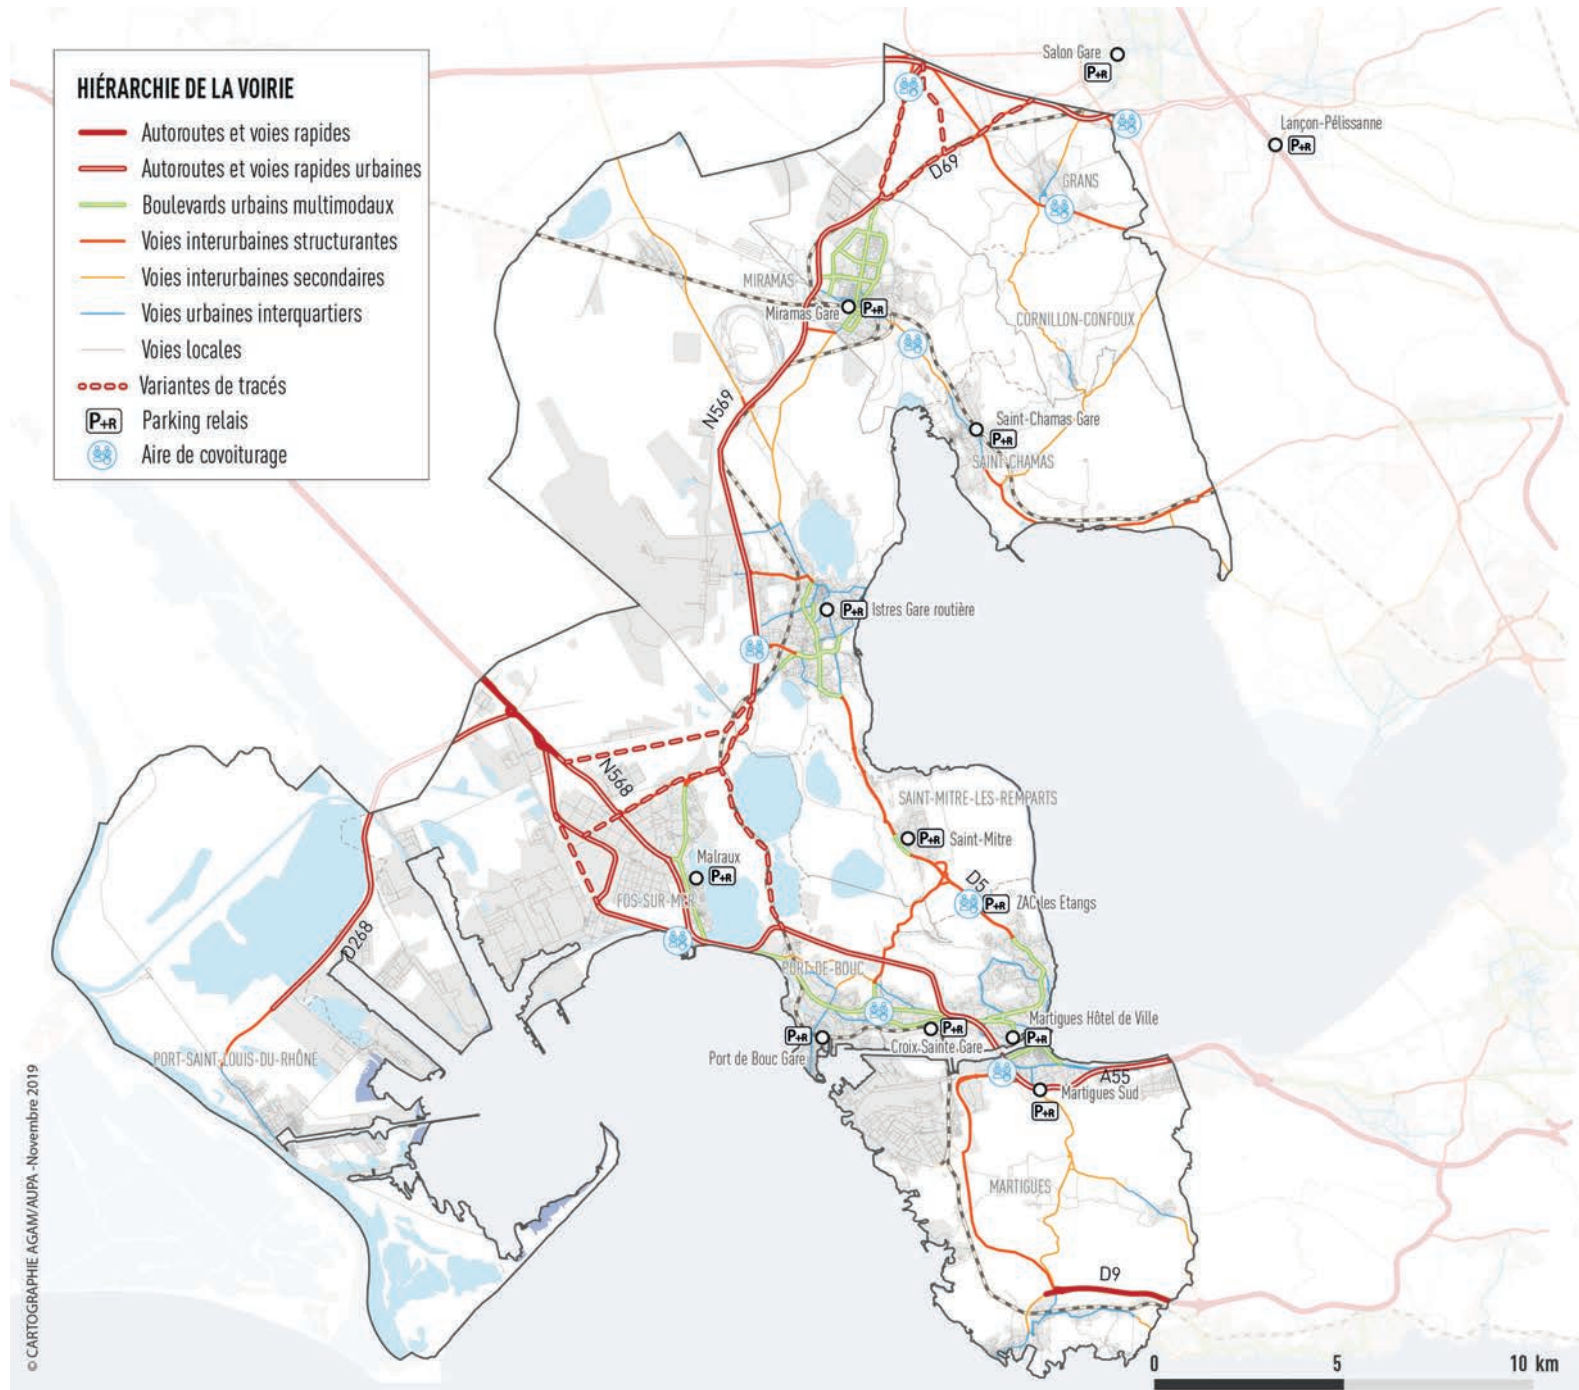 HIÉRARCHIE DE LA VOIRIE
Autoroutes et voies rapides
Autoroutes et voies rapides urbaines
Boulevards urbains multimodaux
Voies interurbaines structurantes
Voies interurbaines secondaires
Voies urbaines interquartiers
Voies locales
Variantes de tracés
P+R Parking relais
Aire de covoiturage
Salon Gare
P+R
Lançon-Pélissanne
P+R
D69
GRANS
MIRAMAS
Miramas Gare
P+R
CORNILLON-CONFOUX
N569
Saint-Chamas Gare
P+R
SAINT-CHAMAS
P+R
Istres Gare routière
N568
SAINT-MITRE-LES-REMPARTS
P+R
Saint-Mitre
Malraux
P+R
D5
FOS-SUR-MER
P+R
ZAC les Etangs
D268
PORT-DE-BOUC
Martigues Hôtel de Ville
P+R
P+R
P+R
Croix Sainte Gare
Port de Bouc Gare
PORT-SAINT-LOUIS-DU-RHÔNE
A55
Martigues Sud
P+R
MARTIGUES
D9
0 5 10 km
© CARTOGRAPHIE AGAM/AUPA -Novembre 2019